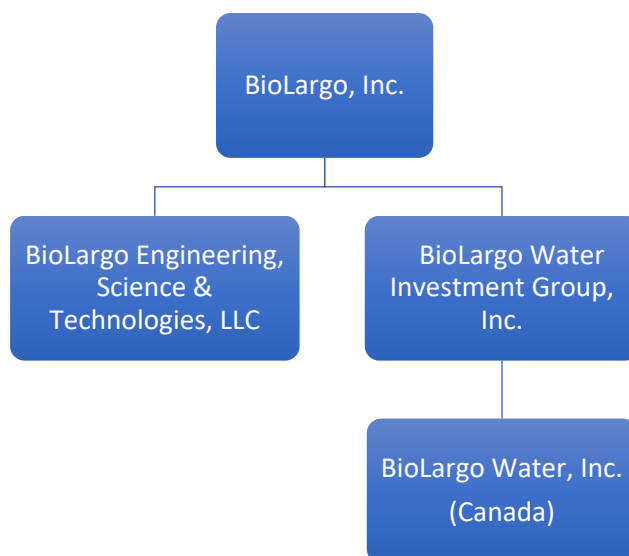 BioLargo, Inc.
BioLargo Engineering,
Science &
Technologies, LLC
BioLargo Water
Investment Group,
Inc.
BioLargo Water, Inc.
(Canada)